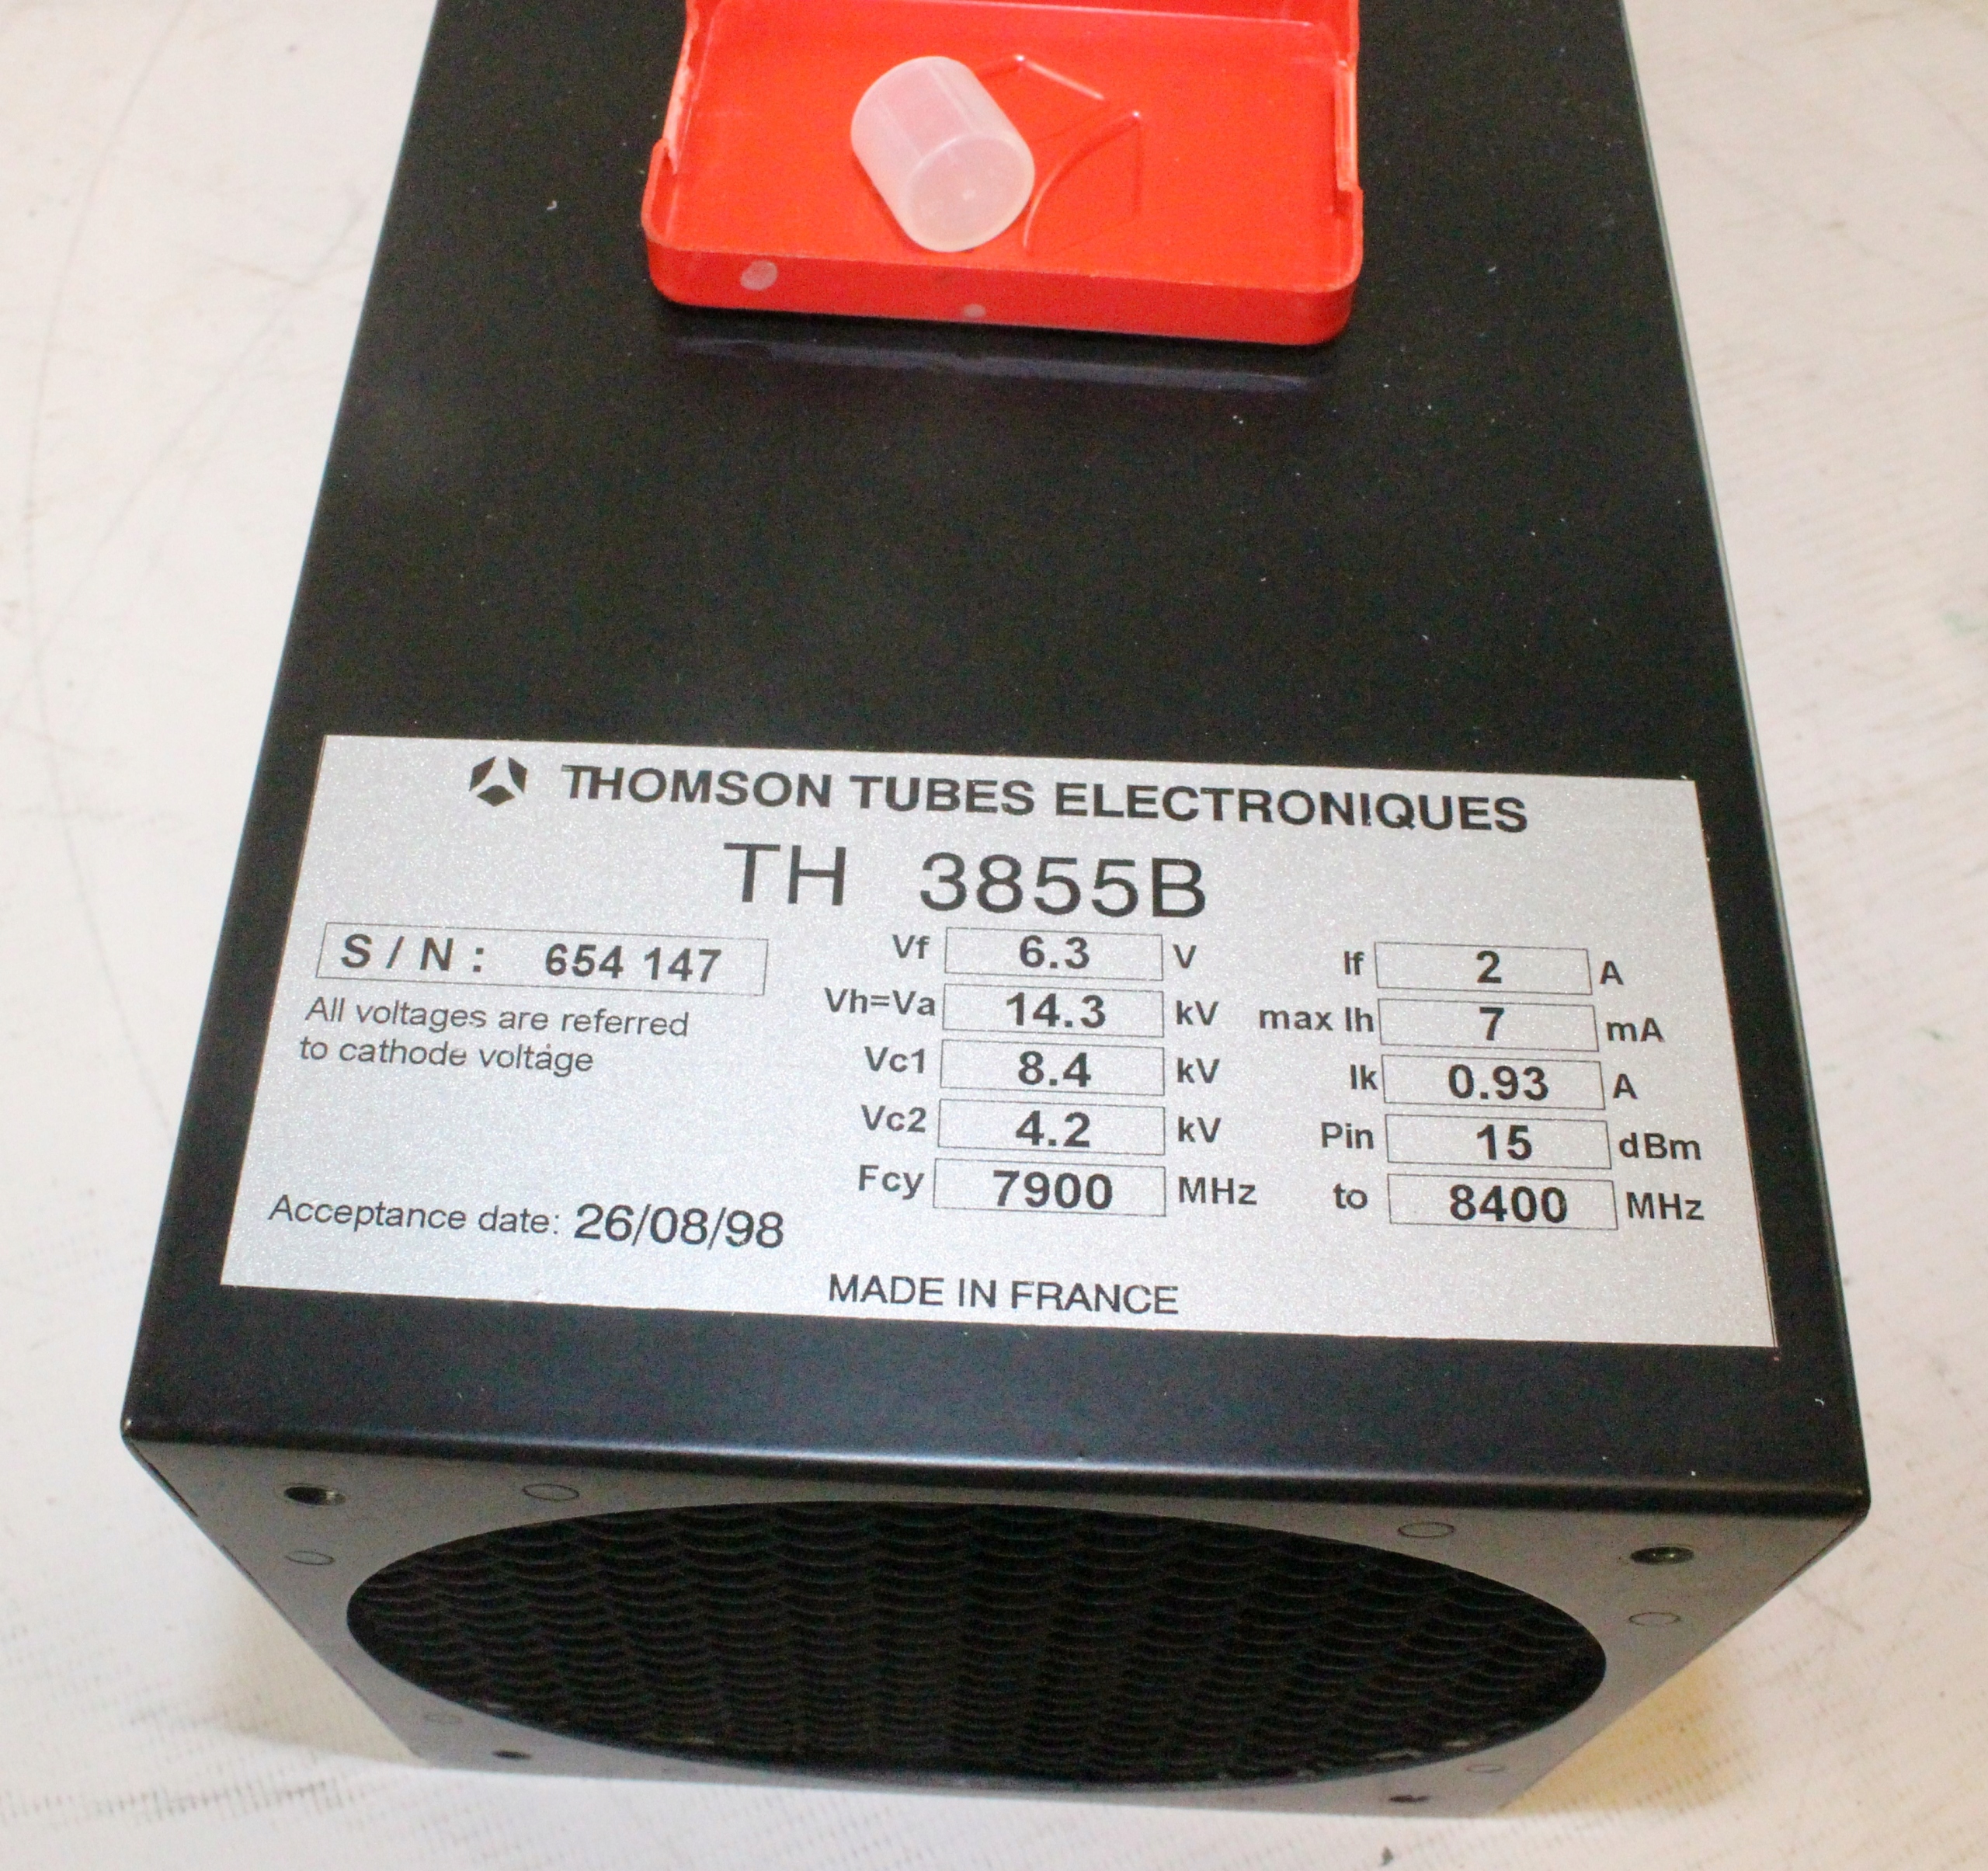 THOMSON TUBES ELECTRONIQUES
TH 3855B
S / N : 654 147
All voltages are referred
to cathode voltage
Vf 6.3 V If 2 A
Vh=Va 14.3 kV max Ih 7 mA
Vc1 8.4 kV Ik 0.93 A
Vc2 4.2 kV Pin 15 dBm
Fcy 7900 MHz to 8400 MHz
Acceptance date: 26/08/98
MADE IN FRANCE